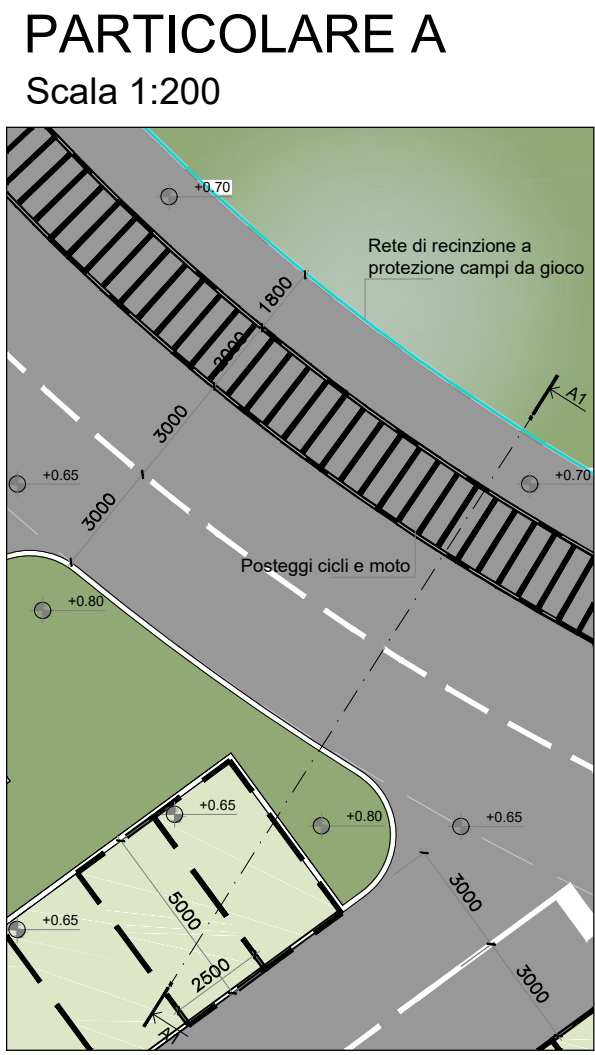 PARTICOLARE A
Scala 1:200
+0.70
Rete di recinzione a
protezione campi da gioco
1800
2000
3000
A1
+0.65
+0.70
3000
Posteggi cicli e moto
+0.80
+0.65
+0.80
+0.65
3000
5000
+0.65
2500
3000